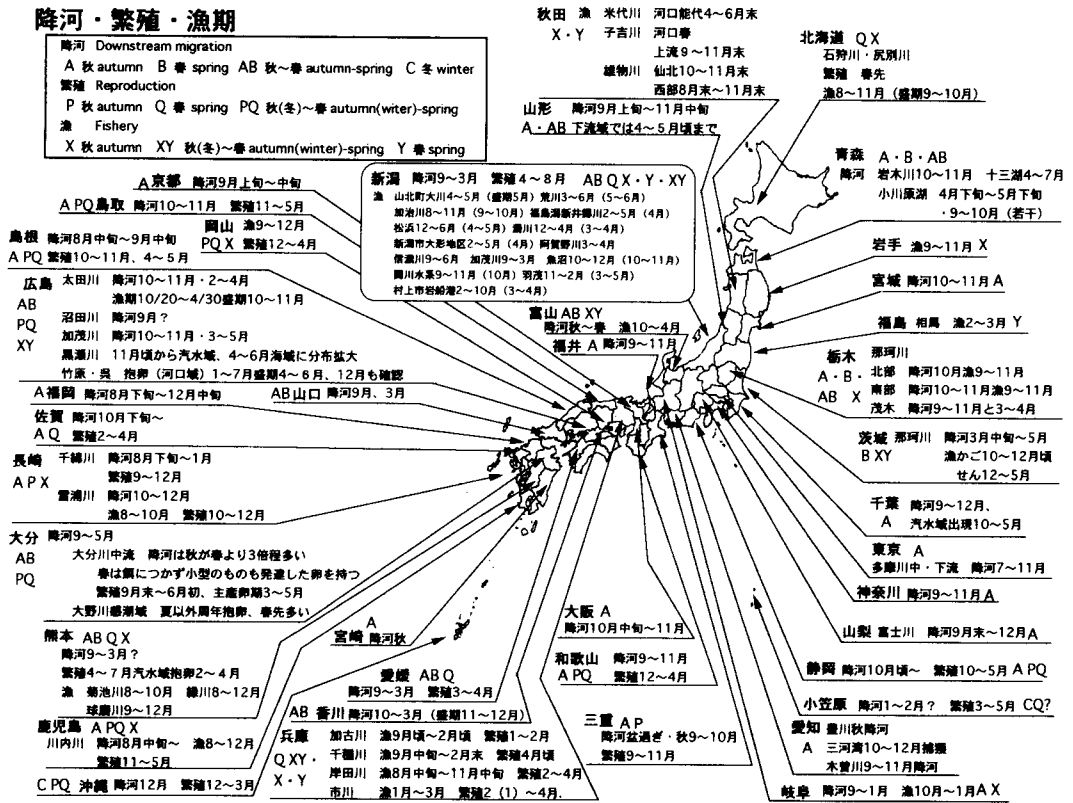 降河・繁殖・漁期
降河 Downstream migration
A 秋 autumn B 春 spring AB 秋～春 autumn-spring C 冬 winter
繁殖 Reproduction
P 秋 autumn Q 春 spring PQ 秋(冬)～春 autumn(witer)-spring
漁 Fishery
X 秋 autumn XY 秋(冬)～春 autumn(winter)-spring Y 春 spring
秋田 漁 米代川 河口能代4～6月末
X・Y 子吉川 河口春
上流9～11月末
雄物川 仙北10～11月末
西部8月末～11月末
山形 降河9月上旬～11月中旬
A・AB 下流域では4～5月頃まで
北海道 Q X
石狩川・尻別川
繁殖 春先
漁8～11月（盛期9～10月）
青森 A・B・AB
降河 岩木川10～11月 十三湖4～7月
小川原湖 4月下旬～5月下旬
・9～10月（若干）
岩手 漁9～11月 X
宮城 降河10～11月 A
福島 相馬 漁2～3月 Y
栃木 那珂川
A・B・ 北部 降河10月漁9～11月
AB X 南部 降河10～11月漁9～11月
茂木 降河9～11月と3～4月
茨城 那珂川 降河3月中旬～5月
B XY 漁かご10～12月頃
せん12～5月
千葉 降河9～12月、
A 汽水域出現10～5月
東京 A
多摩川中・下流 降河7～11月
神奈川 降河9～11月 A
山梨 富士川 降河9月末～12月 A
静岡 降河10月頃～ 繁殖10～5月 A PQ
小笠原 降河1～2月？ 繁殖3～5月 CQ?
愛知 豊川秋降河
A 三河湾10～12月捕獲
木曽川9～11月降河
岐阜 降河9～1月 漁10～1月 A X
A 京都 降河9月上旬～中旬
A PQ 鳥取 降河10～11月 繁殖11～5月
岡山 漁9～12月
PQ X 繁殖12～4月
島根 降河8月中旬～9月中旬
A PQ 繁殖10～11月、4～5月
広島 太田川 降河10～11月・2～4月
AB 漁期10/20～4/30盛期10～11月
PQ 沼田川 降河9月？
XY 加茂川 降河10～11月・3～5月
黒瀬川 11月頃から汽水域、4～6月海域に分布拡大
竹原・呉 抱卵（河口域）1～7月盛期4～6月、12月も確認
新潟 降河9～3月 繁殖4～8月 AB Q X・Y・XY
漁 山北町大川4～5月（盛期5月）荒川3～6月（5～6月）
加治川8～11月（9～10月）福島潟新井郷川2～5月（4月）
松浜12～6月（4～5月）濁川12～4月（3～4月）
新潟市大形地区2～5月（4月）阿賀野川3～4月
信濃川9～6月 加茂川9～3月 魚沼10～12月（10～11月）
関川水系9～11月（10月）羽茂11～2月（3～5月）
村上市岩船港2～10月（3～4月）
富山 AB XY
降河秋～春 漁10～4月
福井 A 降河9～11月
A 福岡 降河8月下旬～12月中旬
AB 山口 降河9月、3月
佐賀 降河10月下旬～
A Q 繁殖2～4月
長崎 千綿川 降河8月下旬～1月
A P X 繁殖9～12月
雪浦川 降河10～12月
漁8～10月 繁殖10～12月
大分 降河9～5月
AB 大分川中流 降河は秋が春より3倍程多い
PQ 春は餌につかず小型のものも発達した卵を持つ
繁殖9月末～6月初、主産卵期3～5月
大野川感潮域 夏以外周年抱卵、春先多い
熊本 AB Q X
降河9～3月？
繁殖4～7月汽水域抱卵2～4月
漁 菊池川8～10月 緑川8～12月
球磨川9～12月
鹿児島 A PQ X
川内川 降河8月中旬～ 漁8～12月
繁殖11～5月
C PQ 沖縄 降河12月 繁殖12～3月
A
宮崎 降河秋
愛媛 AB Q
降河9～3月 繁殖3～4月
AB 香川 降河10～3月（盛期11～12月）
兵庫 加古川 漁9月頃～2月頃 繁殖1～2月
Q XY・ 千種川 漁9月中旬～2月末 繁殖4月頃
X・Y 岸田川 漁8月中旬～11月中旬 繁殖2～4月
市川 漁1月～3月 繁殖2（1）～4月.
大阪 A
降河10月中旬～11月
和歌山 降河9～11月
A PQ 繁殖12～4月
三重 A P
降河盆過ぎ・秋9～10月
繁殖9～11月